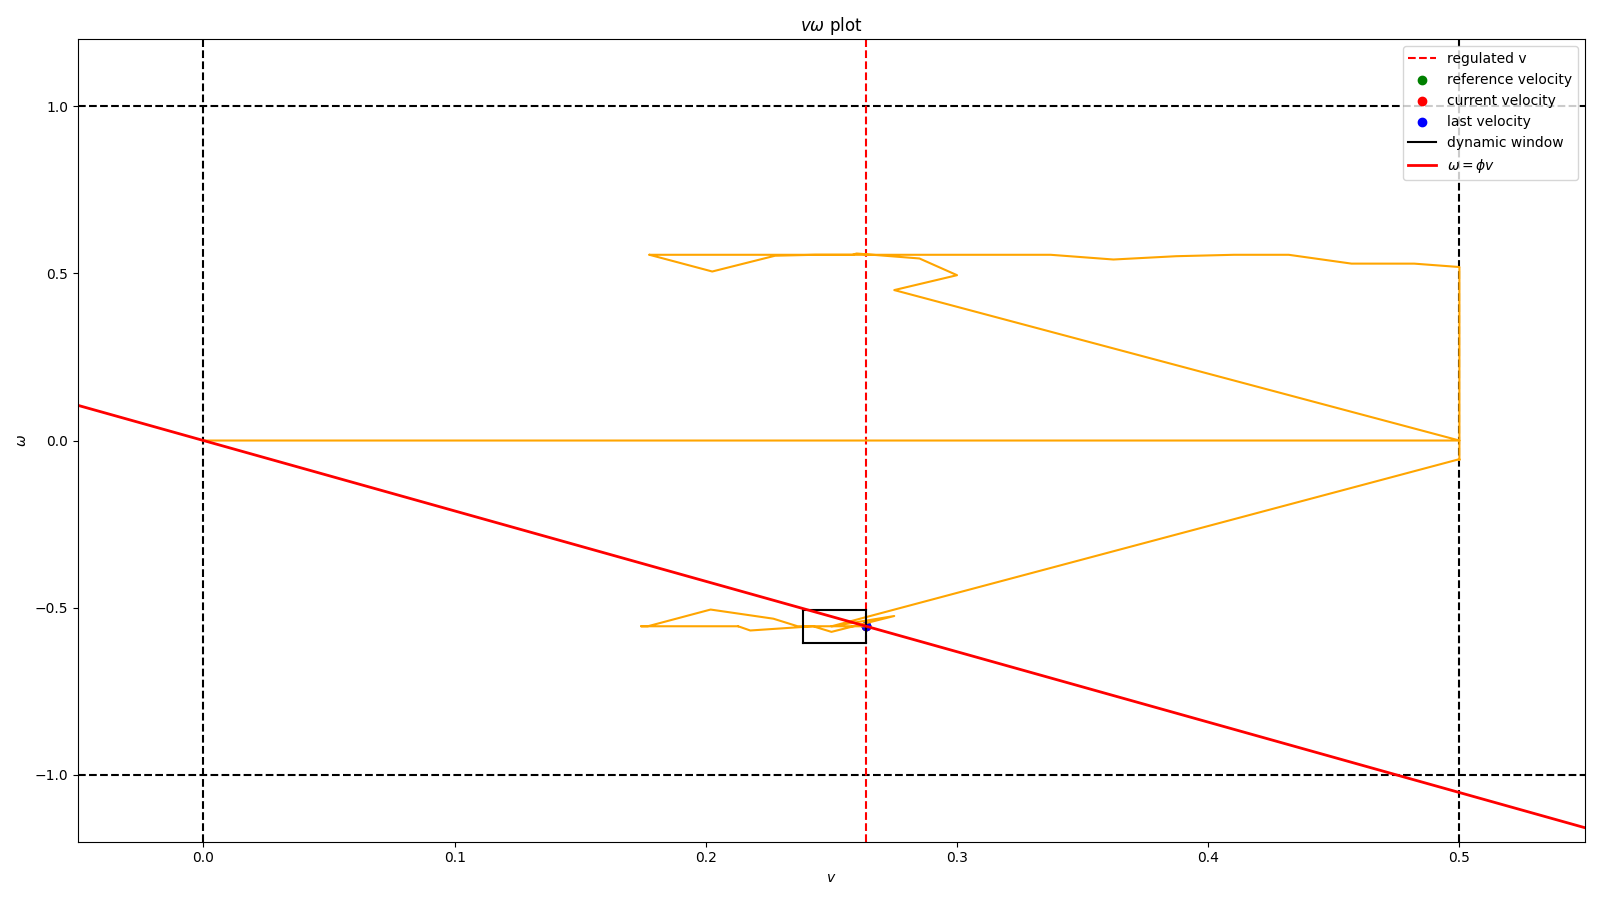 vω plot
regulated v
reference velocity
current velocity
last velocity
dynamic window
ω = ϕv
1.0
0.5
0.0
−0.5
−1.0
ω
0.0 0.1 0.2 0.3 0.4 0.5
v